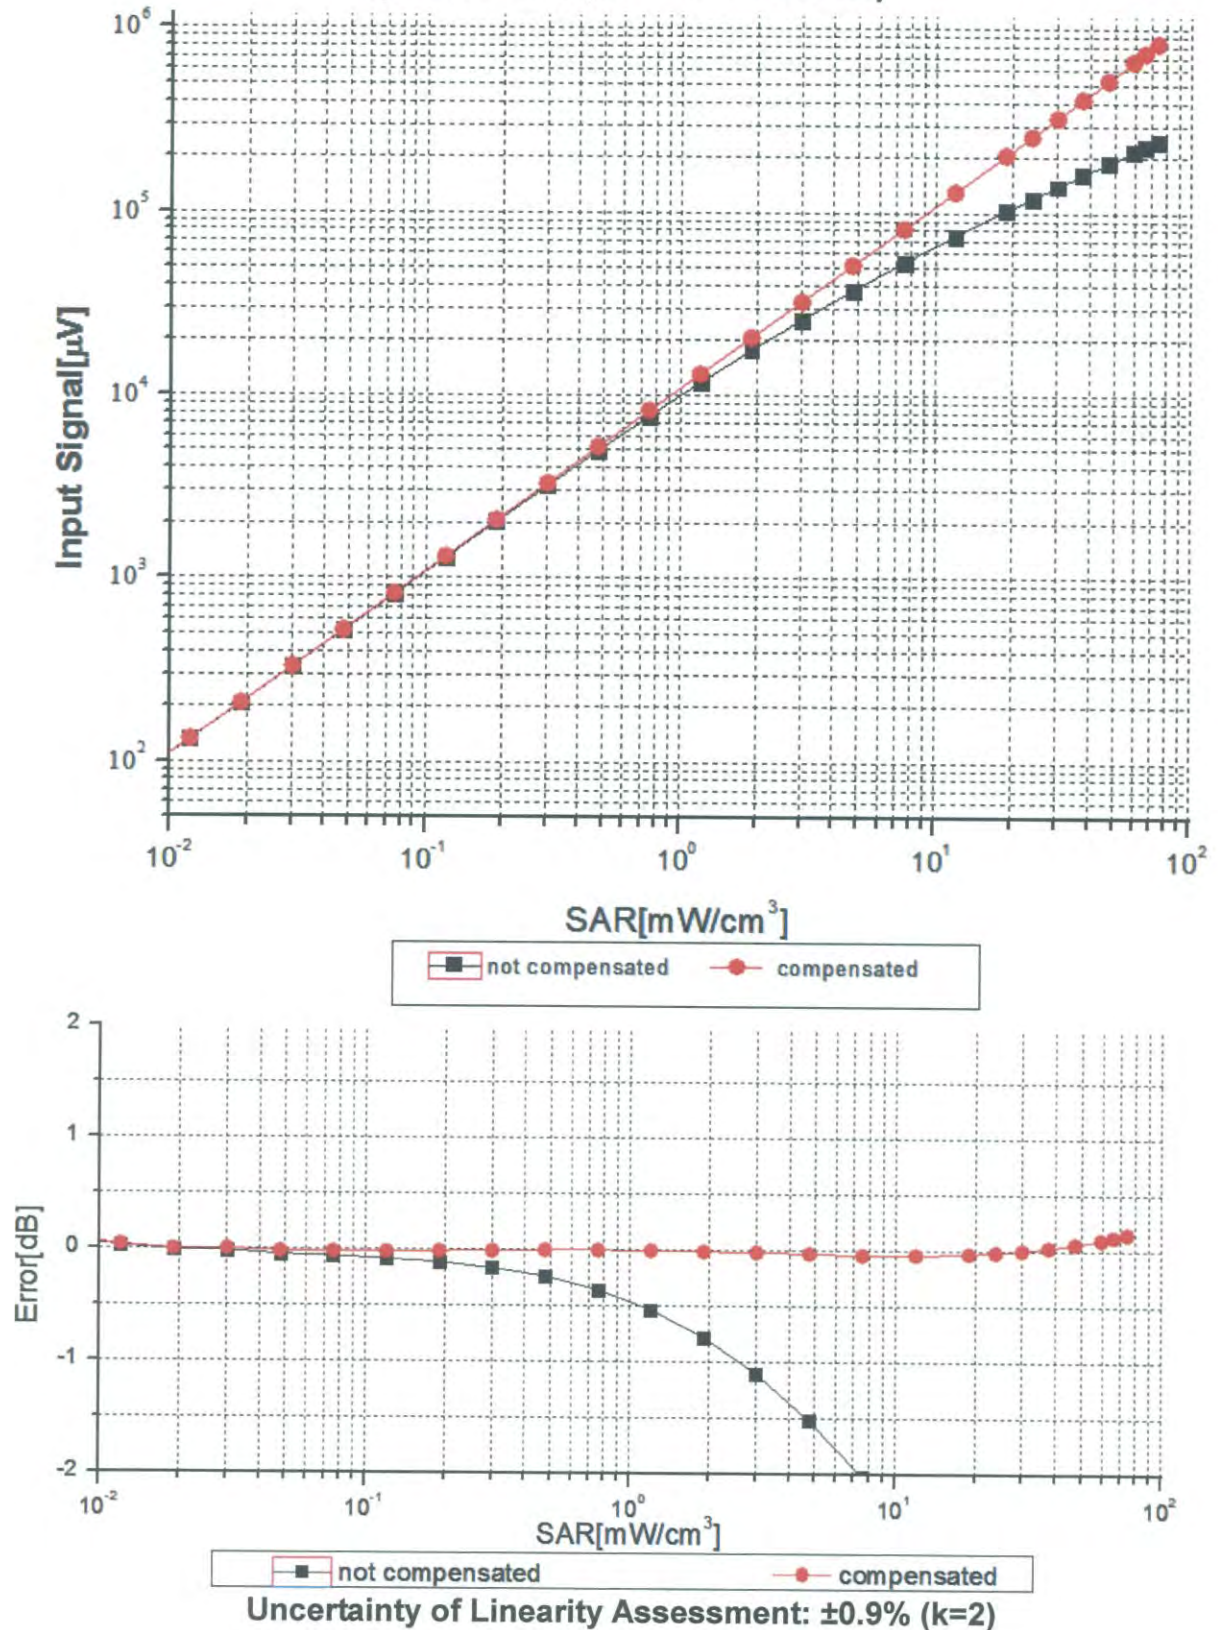 10⁶
10⁵
10⁴
10³
10²
Input Signal[µV]
10⁻² 10⁻¹ 10⁰ 10¹ 10²
SAR[mW/cm³]
not compensated compensated
2
1
0
-1
-2
Error[dB]
10⁻² 10⁻¹ 10⁰ 10¹ 10²
SAR[mW/cm³]
not compensated compensated
Uncertainty of Linearity Assessment: ±0.9% (k=2)